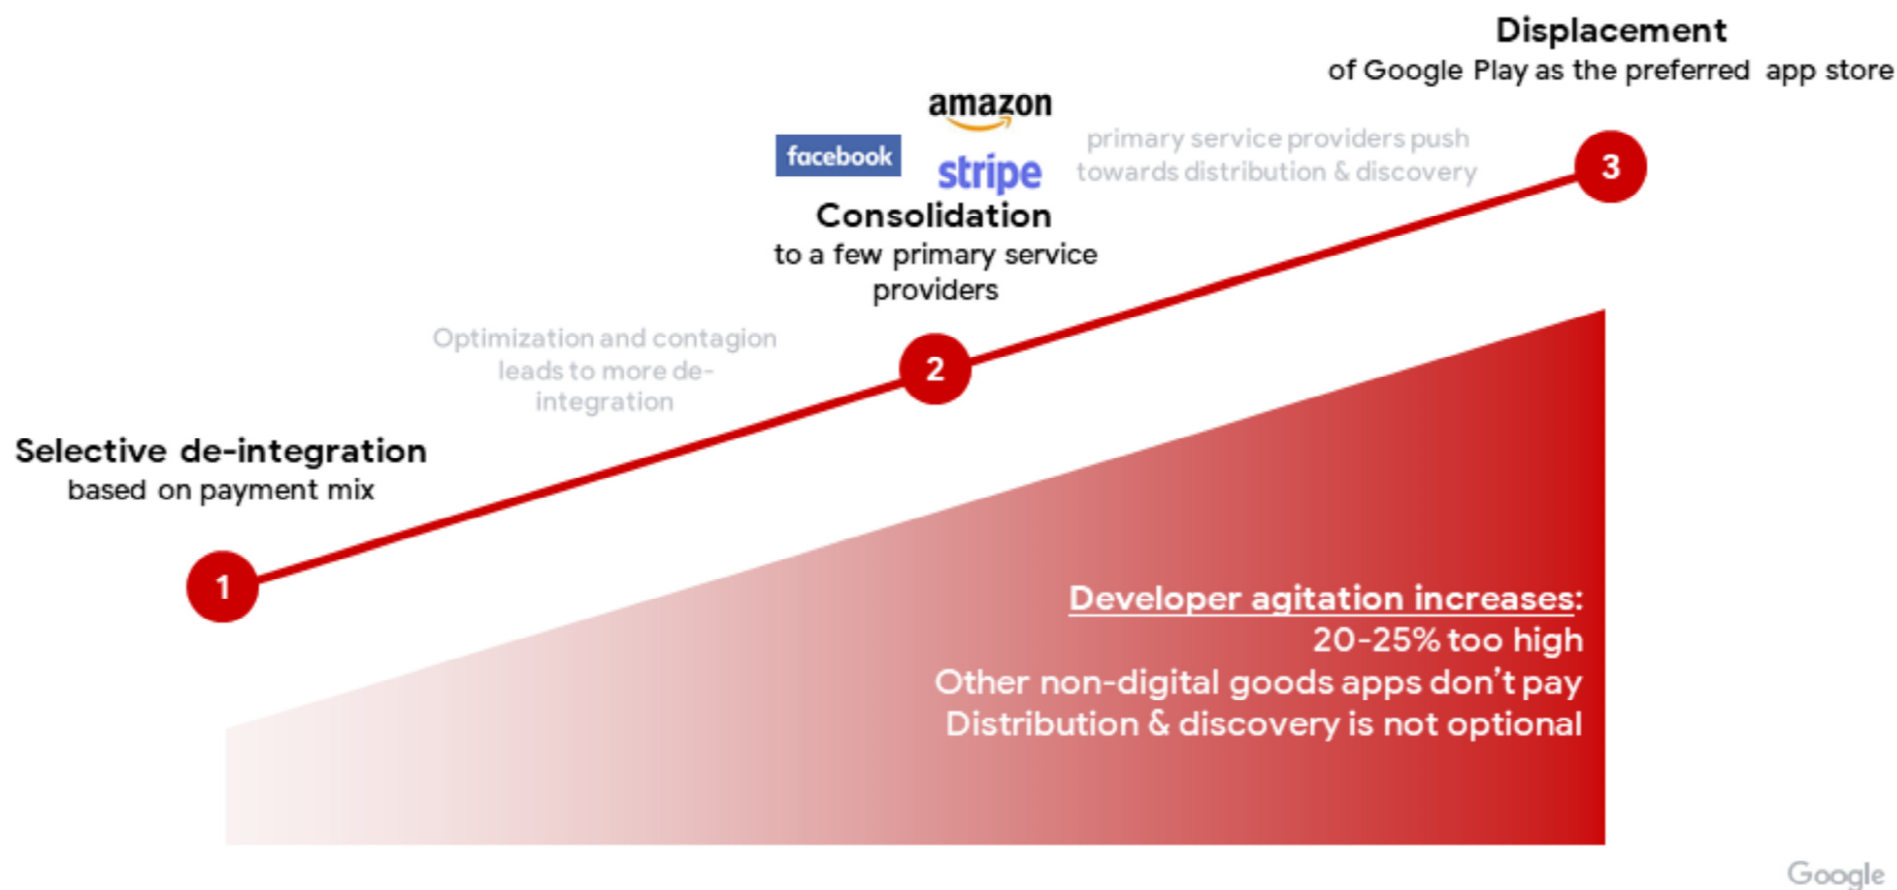 Displacement
of Google Play as the preferred app store
amazon
facebook
stripe
primary service providers push
towards distribution & discovery
3
Consolidation
to a few primary service
providers
Optimization and contagion
leads to more de-
integration
2
Selective de-integration
based on payment mix
1
Developer agitation increases:
20-25% too high
Other non-digital goods apps don't pay
Distribution & discovery is not optional
Google